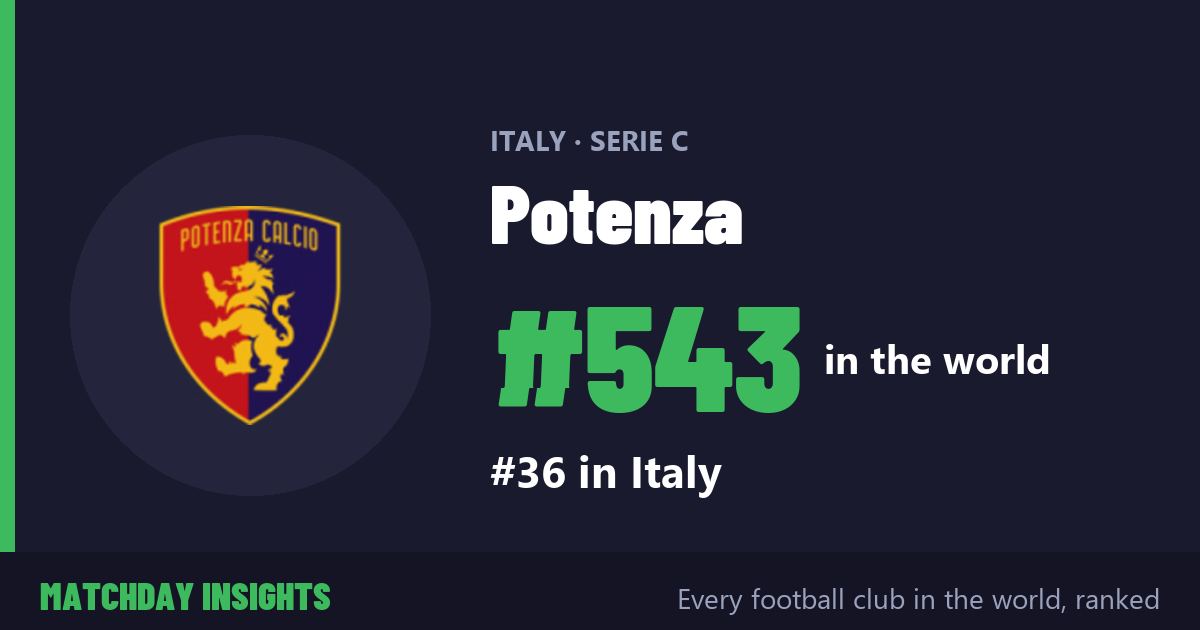 POTENZA CALCIO
ITALY · SERIE C
Potenza
#543 in the world
#36 in Italy
MATCHDAY INSIGHTS
Every football club in the world, ranked